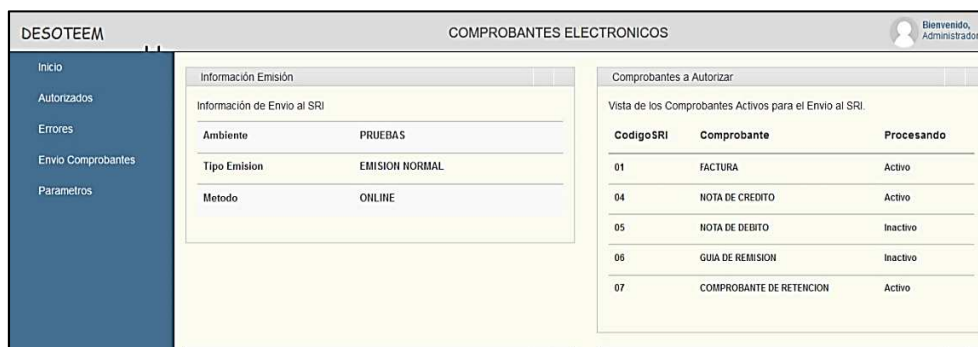 DESOTEEM
COMPROBANTES ELECTRONICOS
Bienvenido,
Administrador
Inicio
Autorizados
Errores
Envio Comprobantes
Parametros
Información Emisión
Información de Envio al SRI
Ambiente PRUEBAS
Tipo Emision EMISION NORMAL
Metodo ONLINE
Comprobantes a Autorizar
Vista de los Comprobantes Activos para el Envio al SRI.
CodigoSRI Comprobante Procesando
01 FACTURA Activo
04 NOTA DE CREDITO Activo
05 NOTA DE DEBITO Inactivo
06 GUIA DE REMISION Inactivo
07 COMPROBANTE DE RETENCION Activo